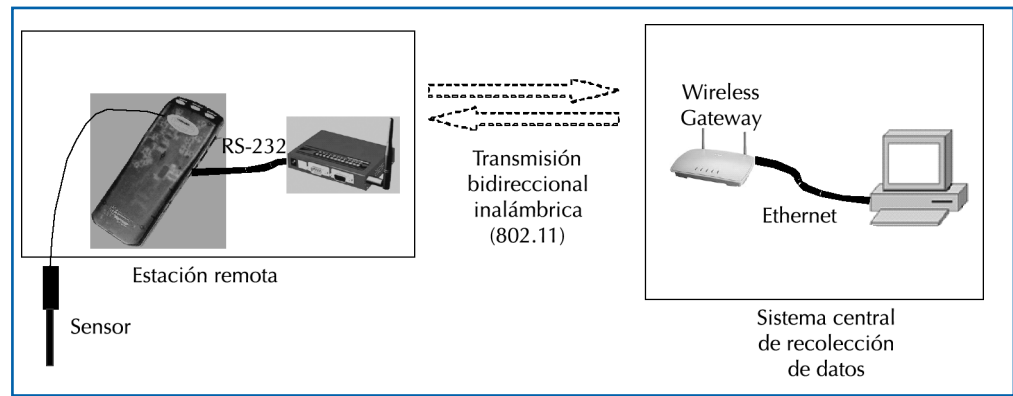 RS-232
Estación remota
Sensor
Transmisión
bidireccional
inalámbrica
(802.11)
Wireless
Gateway
Ethernet
Sistema central
de recolección
de datos